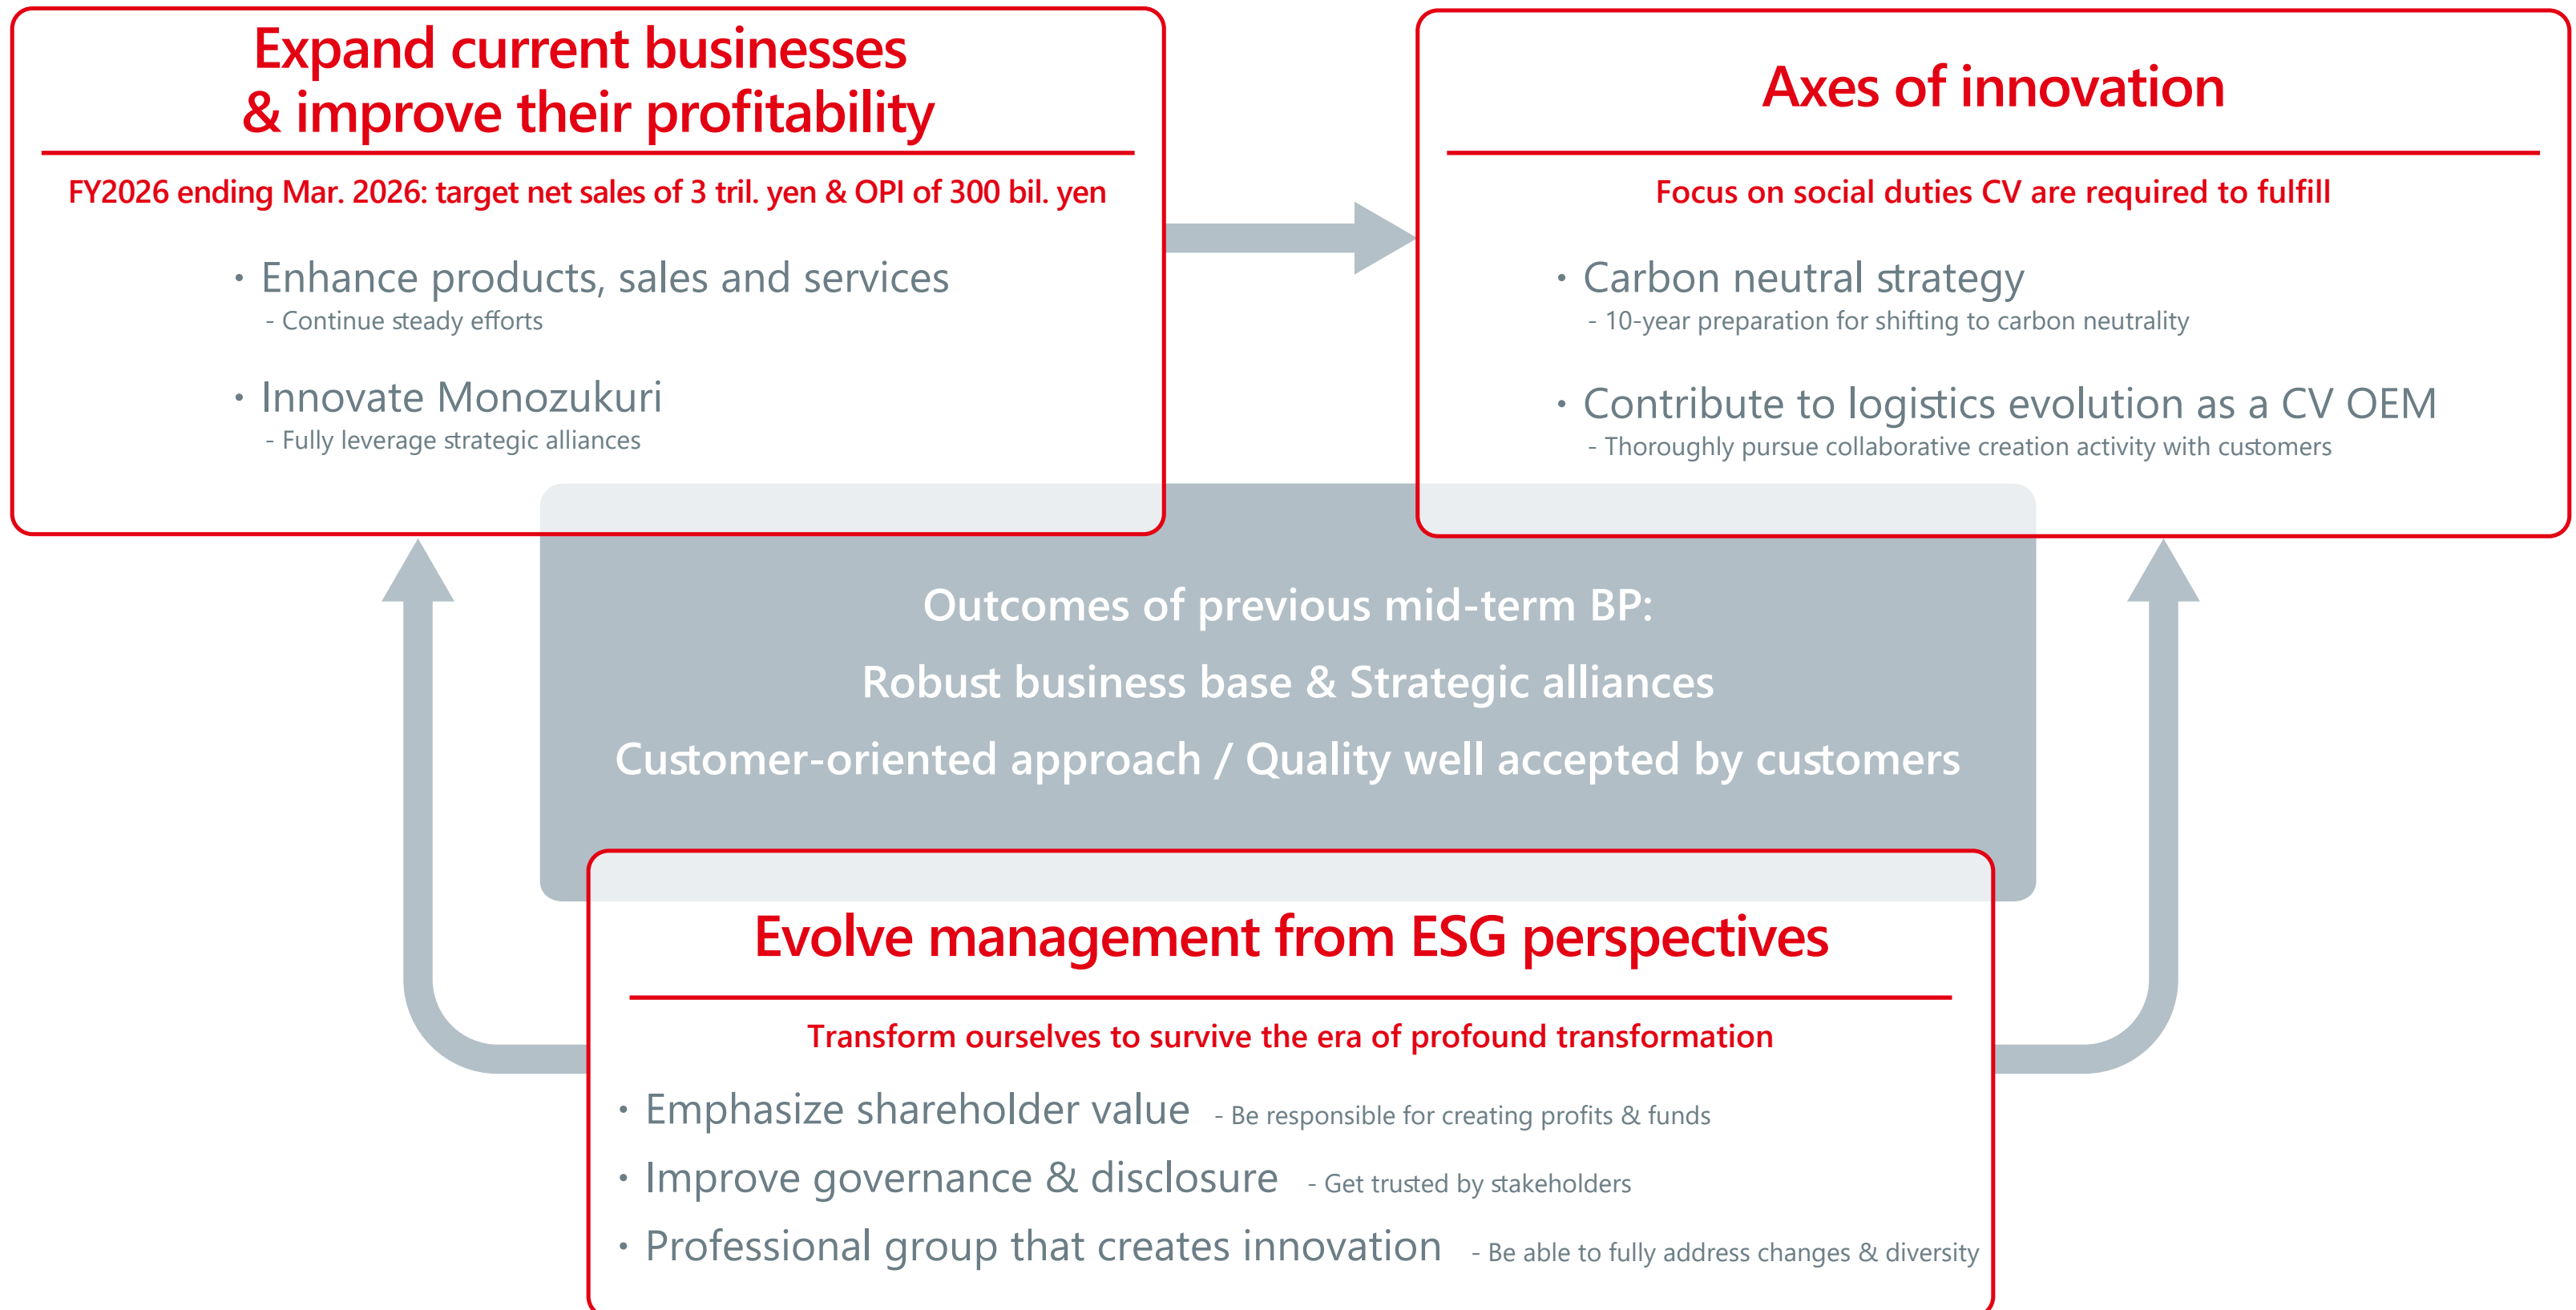 Expand current businesses
& improve their profitability
FY2026 ending Mar. 2026: target net sales of 3 tril. yen & OPI of 300 bil. yen
・Enhance products, sales and services
- Continue steady efforts
・Innovate Monozukuri
- Fully leverage strategic alliances
Axes of innovation
Focus on social duties CV are required to fulfill
・Carbon neutral strategy
- 10-year preparation for shifting to carbon neutrality
・Contribute to logistics evolution as a CV OEM
- Thoroughly pursue collaborative creation activity with customers
Outcomes of previous mid-term BP:
Robust business base & Strategic alliances
Customer-oriented approach / Quality well accepted by customers
Evolve management from ESG perspectives
Transform ourselves to survive the era of profound transformation
・Emphasize shareholder value - Be responsible for creating profits & funds
・Improve governance & disclosure - Get trusted by stakeholders
・Professional group that creates innovation - Be able to fully address changes & diversity